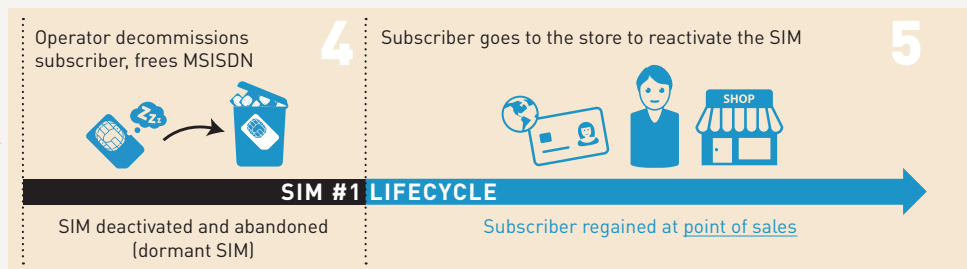 4
Operator decommissions
subscriber, frees MSISDN
ZZZ
5
Subscriber goes to the store to reactivate the SIM
SHOP
SIM #1 LIFECYCLE
SIM deactivated and abandoned
(dormant SIM)
Subscriber regained at point of sales